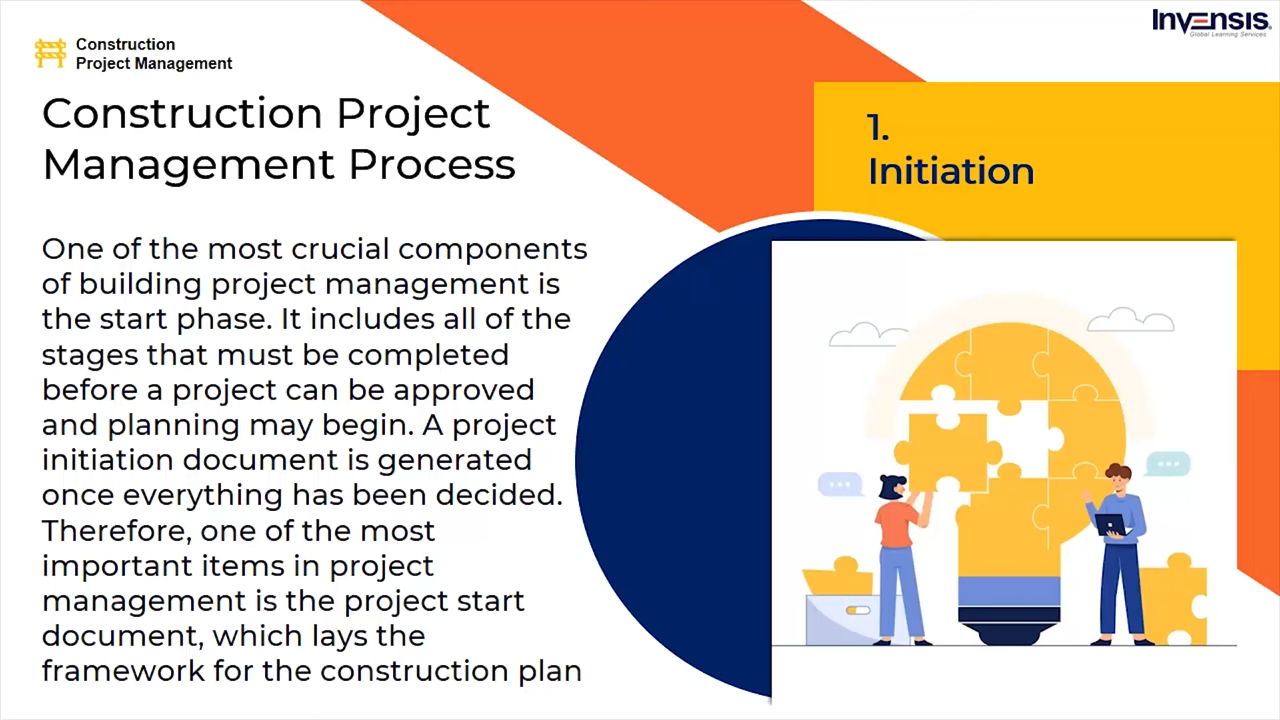 Invensis
Global Learning Services
Construction
Project Management
Construction Project
Management Process
1.
Initiation
One of the most crucial components
of building project management is
the start phase. It includes all of the
stages that must be completed
before a project can be approved
and planning may begin. A project
initiation document is generated
once everything has been decided.
Therefore, one of the most
important items in project
management is the project start
document, which lays the
framework for the construction plan